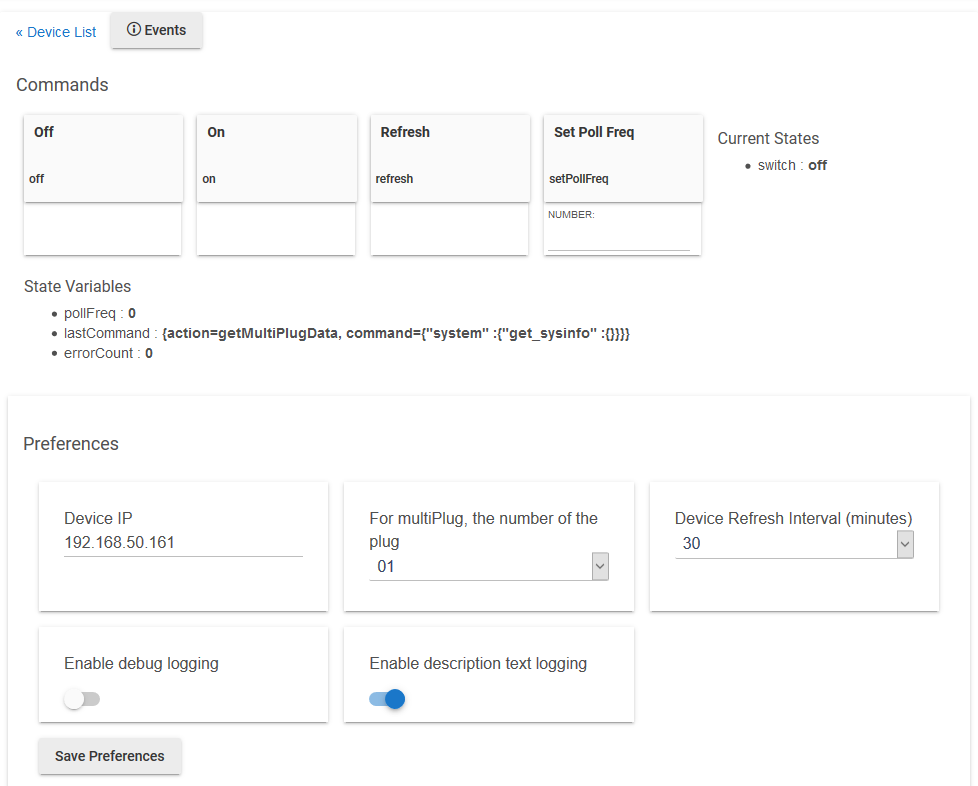 « Device List
Events
Commands
Off
off
On
on
Refresh
refresh
Set Poll Freq
setPollFreq
NUMBER:
Current States
switch : off
State Variables
pollFreq : 0
lastCommand : {action=getMultiPlugData, command={"system" :{"get_sysinfo" :{}}}}
errorCount : 0
Preferences
Device IP
192.168.50.161
For multiPlug, the number of the
plug
01
Device Refresh Interval (minutes)
30
Enable debug logging
Enable description text logging
Save Preferences